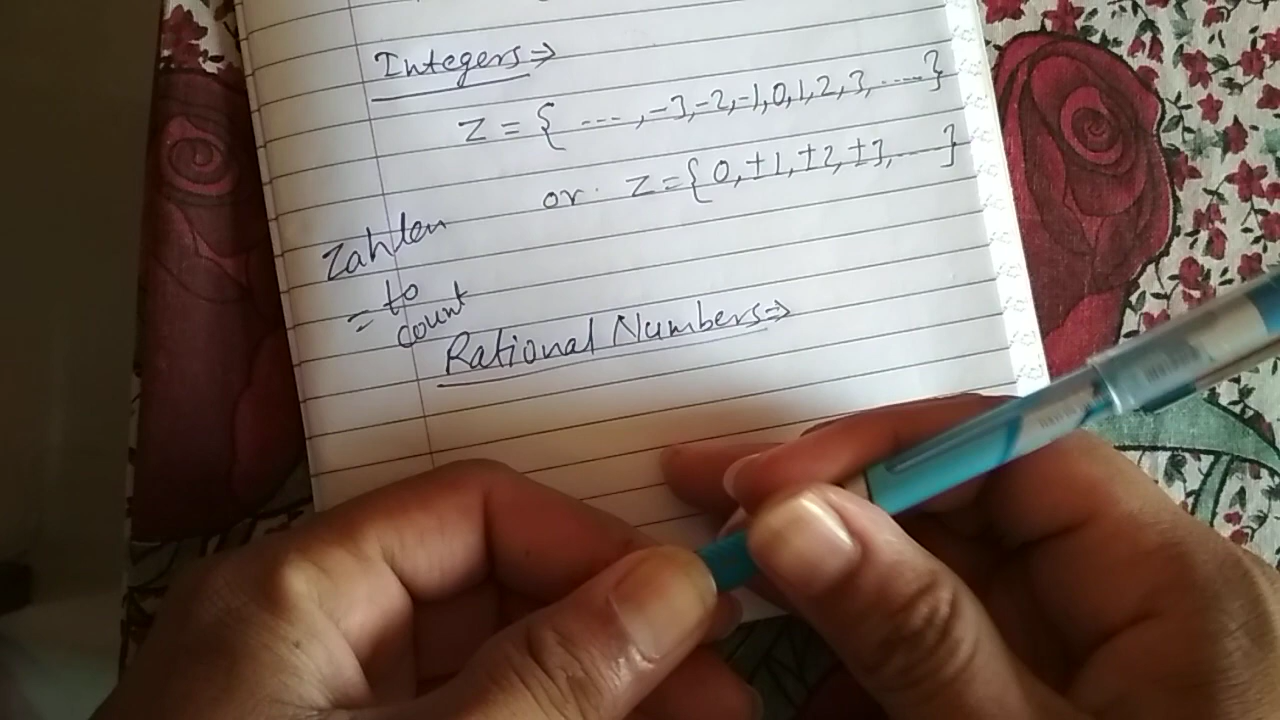 Integers⇒
Z = { ---, -3, -2, -1, 0, 1, 2, 3, ..... }
or. Z = { 0, ±1, ±2, ±3, ..... }
Zahlen
= to
count
Rational Numbers⇒